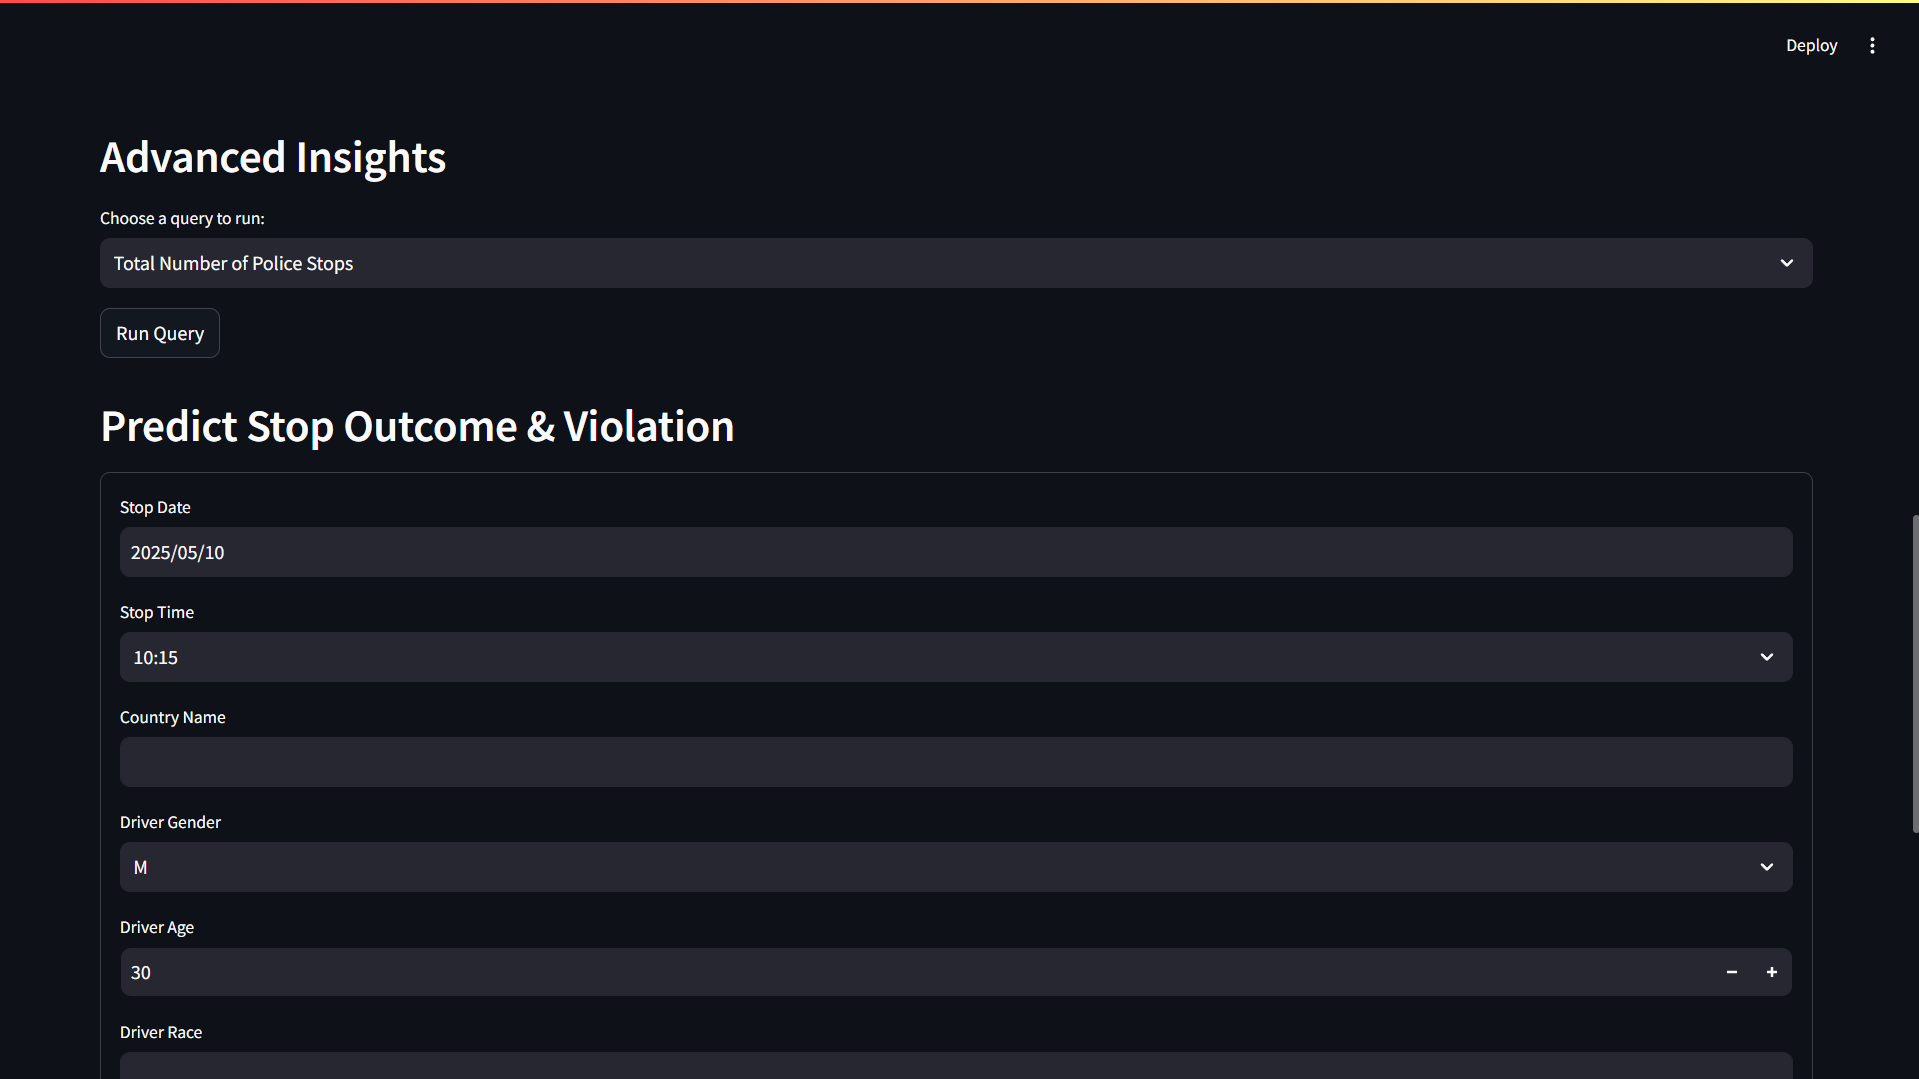 Deploy
Advanced Insights
Choose a query to run:
Total Number of Police Stops
Run Query
Predict Stop Outcome & Violation
Stop Date
2025/05/10
Stop Time
10:15
Country Name
Driver Gender
M
Driver Age
30
Driver Race